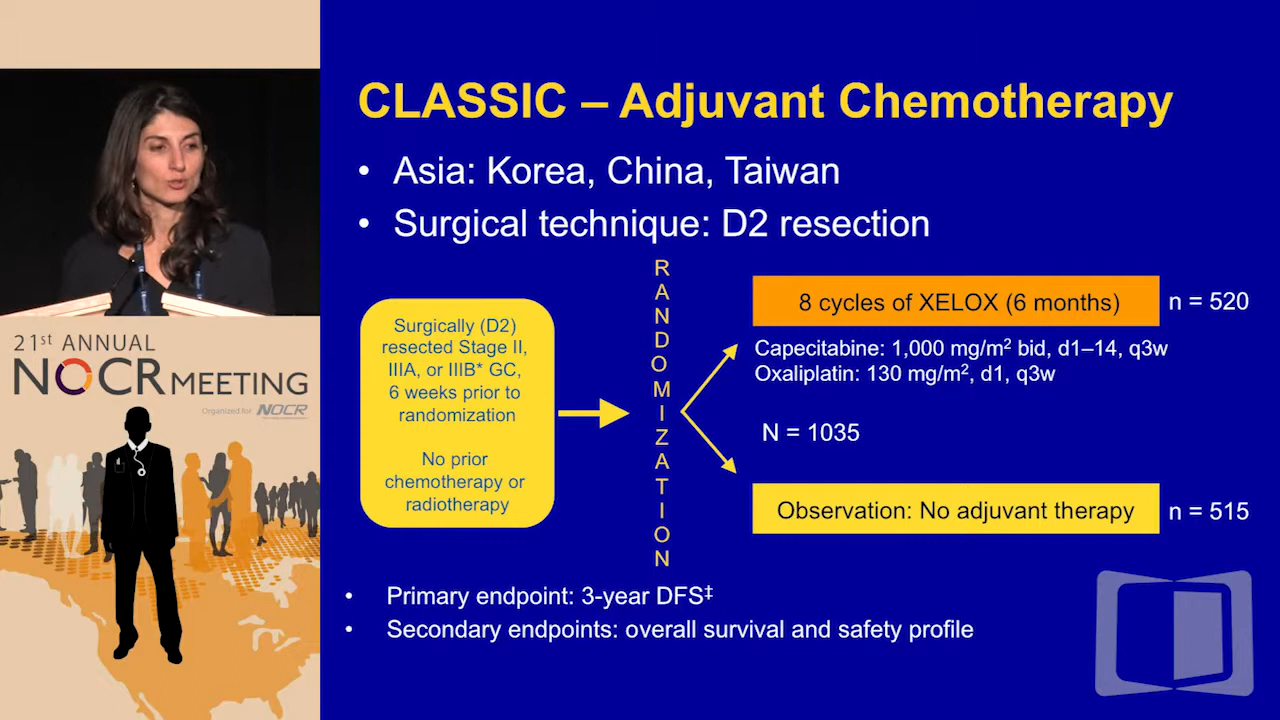 CLASSIC – Adjuvant Chemotherapy
• Asia: Korea, China, Taiwan
• Surgical technique: D2 resection
Surgically (D2)
resected Stage II,
IIIA, or IIIB* GC,
6 weeks prior to
randomization
No prior
chemotherapy or
radiotherapy
RANDOMIZATION
8 cycles of XELOX (6 months)
n = 520
Capecitabine: 1,000 mg/m² bid, d1–14, q3w
Oxaliplatin: 130 mg/m², d1, q3w
N = 1035
Observation: No adjuvant therapy
n = 515
• Primary endpoint: 3-year DFS‡
• Secondary endpoints: overall survival and safety profile
21st ANNUAL
NOCR MEETING
Organized for NOCR